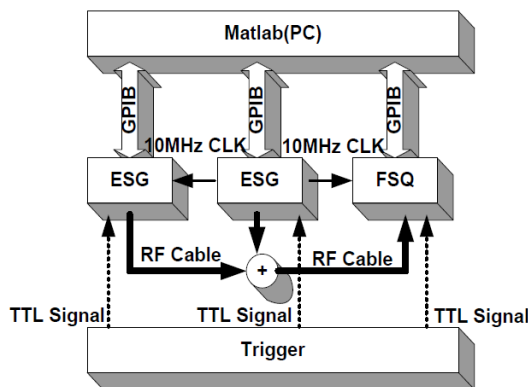 Matlab(PC)
GPIB
GPIB
GPIB
10MHz CLK
10MHz CLK
ESG
ESG
FSQ
RF Cable
+
RF Cable
TTL Signal
TTL Signal
TTL Signal
Trigger